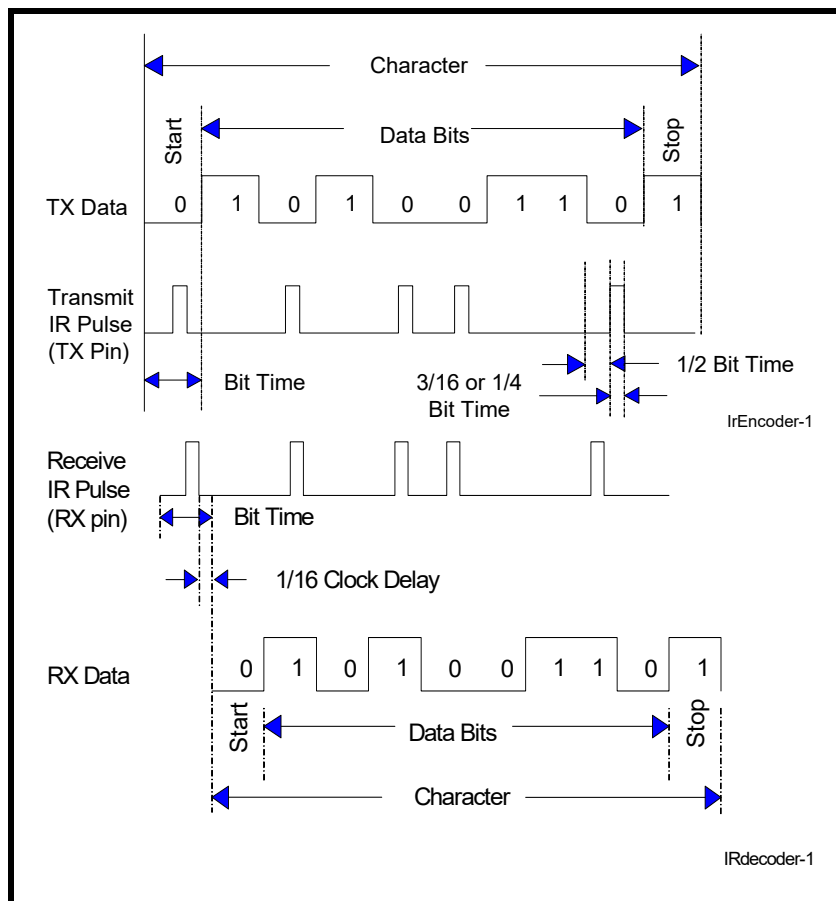 Character
Start
Data Bits
Stop
TX Data
0 1 0 1 0 0 1 1 0 1
Transmit
IR Pulse
(TX Pin)
Bit Time
3/16 or 1/4
Bit Time
1/2 Bit Time
IrEncoder-1
Receive
IR Pulse
(RX pin)
Bit Time
1/16 Clock Delay
RX Data
0 1 0 1 0 0 1 1 0 1
Start
Data Bits
Stop
Character
IRdecoder-1